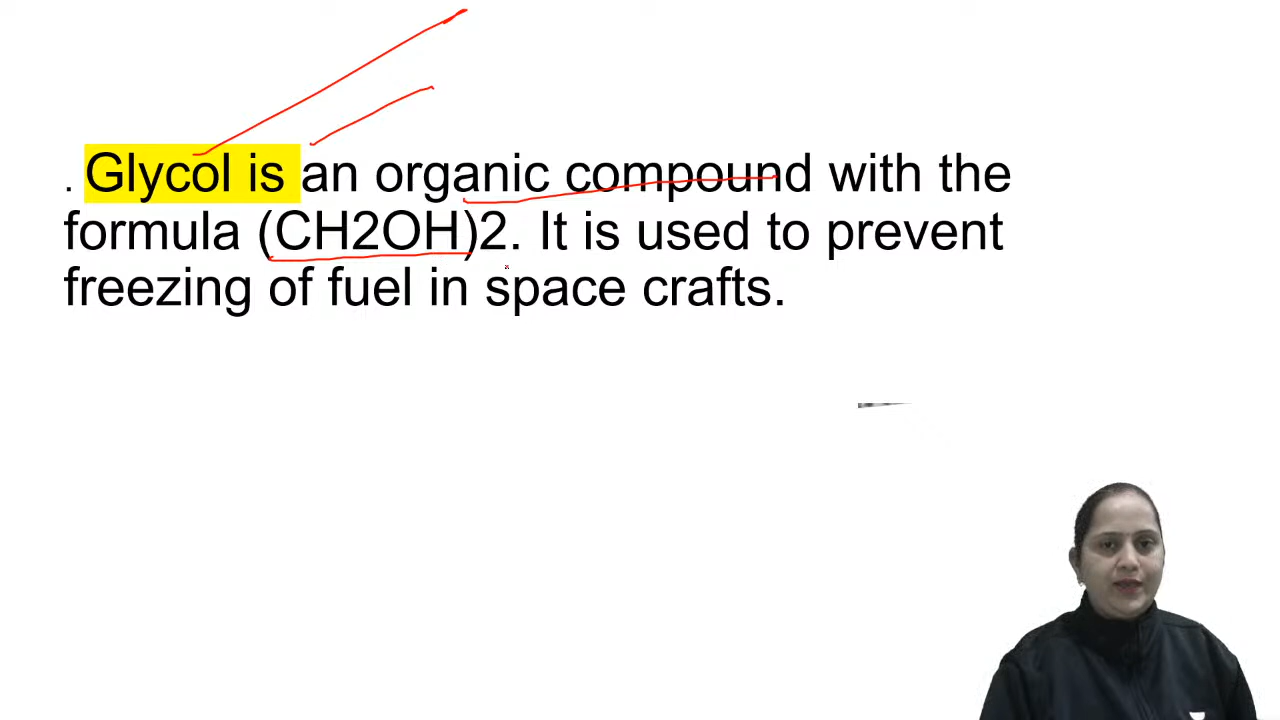 . Glycol is an organic compound with the
formula (CH2OH)2. It is used to prevent
freezing of fuel in space crafts.